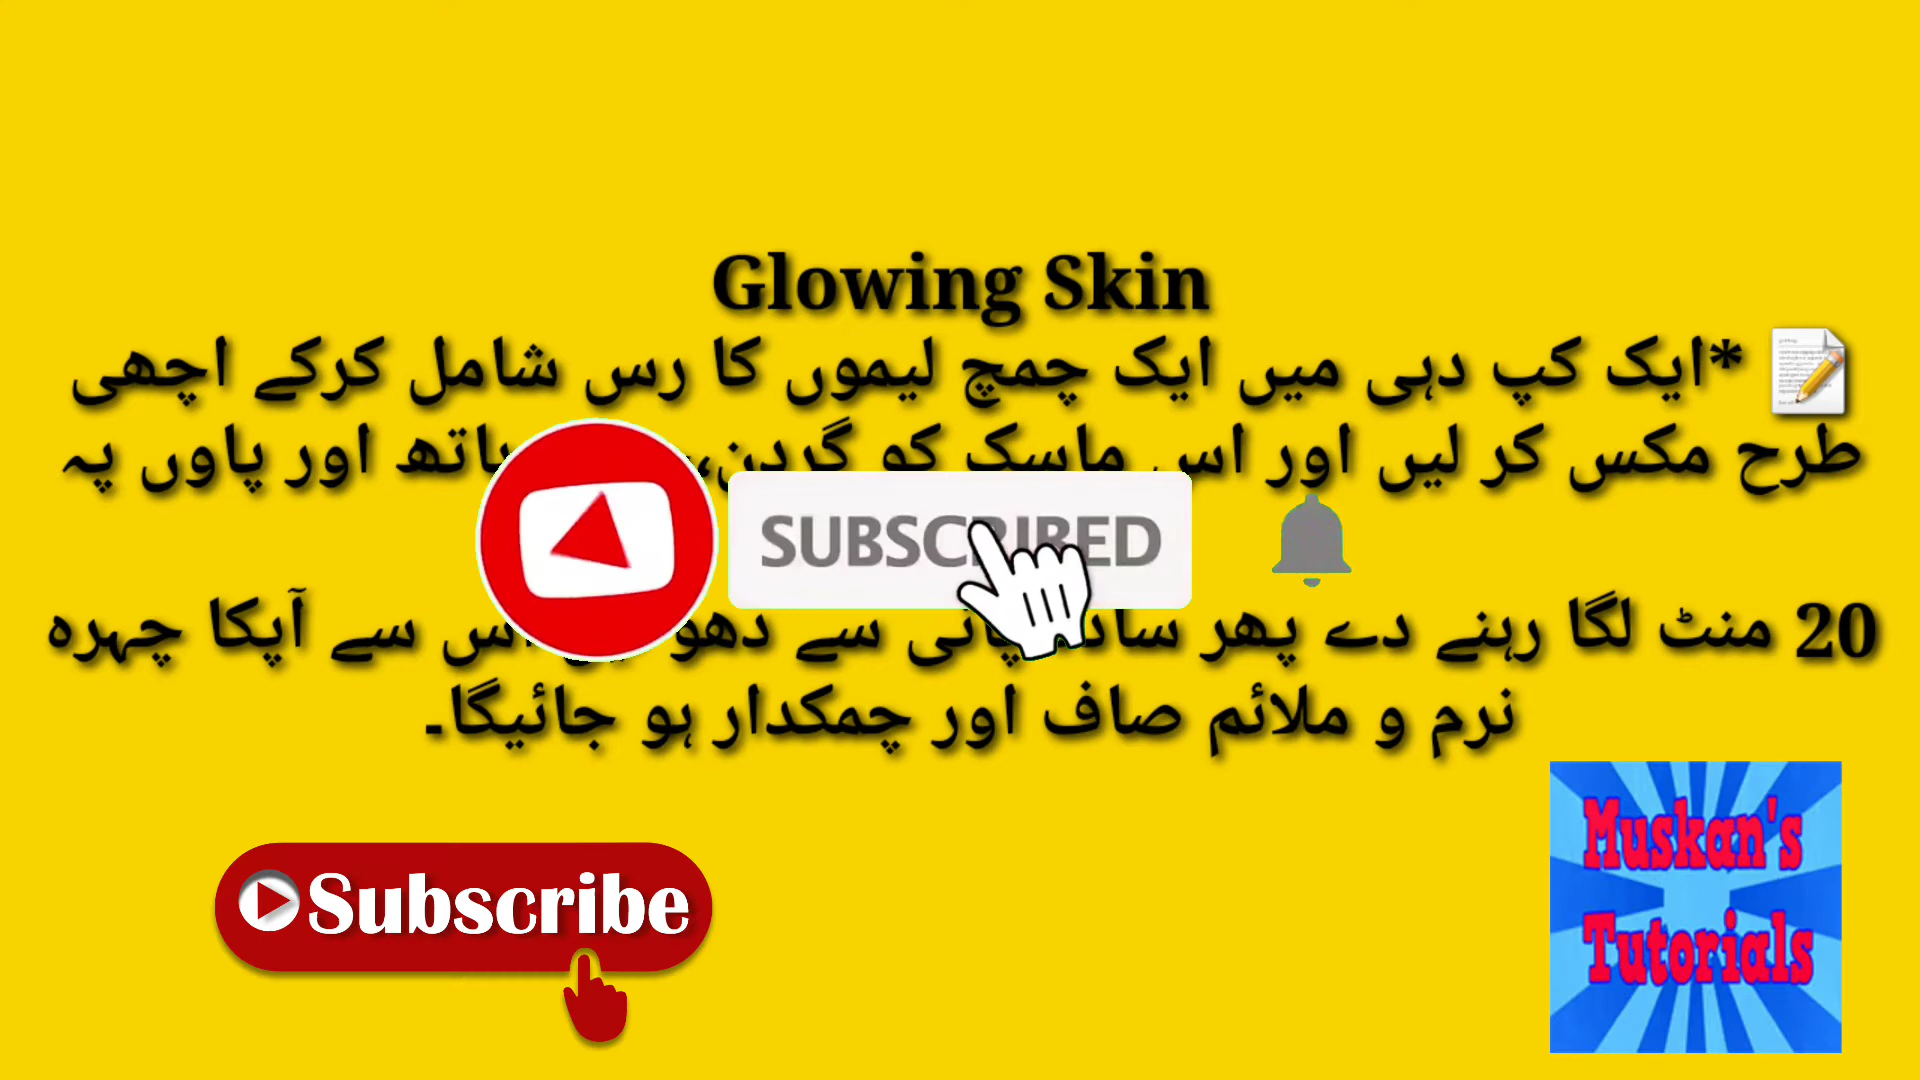 Glowing Skin
*ایک کپ دہی میں ایک چمچ لیموں کا رس شامل کرکے اچھی
طرح مکس کر لیں اور اس ماسک کو گردن، ہاتھ اور پاوں پہ
SUBSCRIBED
20 منٹ لگا رہنے دے پھر سادہ پانی سے دھو اس سے آپکا چہرہ
نرم و ملائم صاف اور چمکدار ہو جائیگا۔
Subscribe
Muskan's
Tutorials